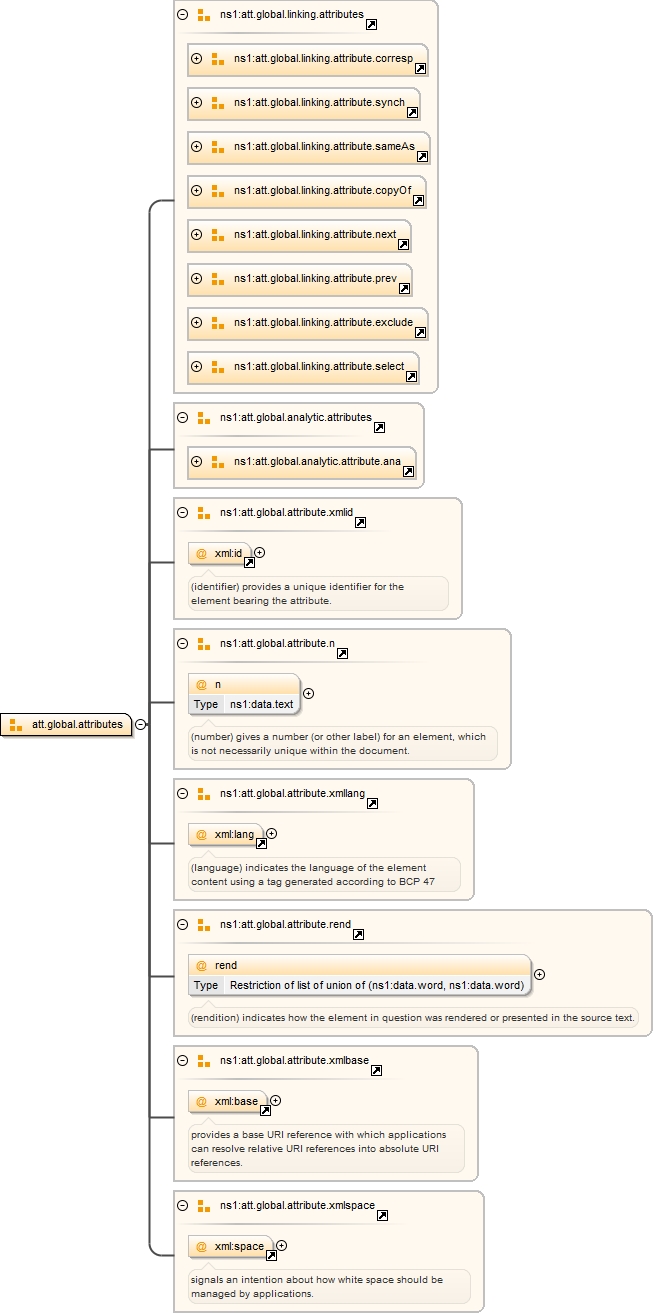 ns1:att.global.linking.attributes
ns1:att.global.linking.attribute.corresp
ns1:att.global.linking.attribute.synch
ns1:att.global.linking.attribute.sameAs
ns1:att.global.linking.attribute.copyOf
ns1:att.global.linking.attribute.next
ns1:att.global.linking.attribute.prev
ns1:att.global.linking.attribute.exclude
ns1:att.global.linking.attribute.select
ns1:att.global.analytic.attributes
ns1:att.global.analytic.attribute.ana
ns1:att.global.attribute.xmlid
@ xml:id
(identifier) provides a unique identifier for the
element bearing the attribute.
ns1:att.global.attribute.n
@ n
Type ns1:data.text
(number) gives a number (or other label) for an element, which
is not necessarily unique within the document.
att.global.attributes
ns1:att.global.attribute.xmllang
@ xml:lang
(language) indicates the language of the element
content using a tag generated according to BCP 47
ns1:att.global.attribute.rend
@ rend
Type Restriction of list of union of (ns1:data.word, ns1:data.word)
(rendition) indicates how the element in question was rendered or presented in the source text.
ns1:att.global.attribute.xmlbase
@ xml:base
provides a base URI reference with which applications
can resolve relative URI references into absolute URI
references.
ns1:att.global.attribute.xmlspace
@ xml:space
signals an intention about how white space should be
managed by applications.